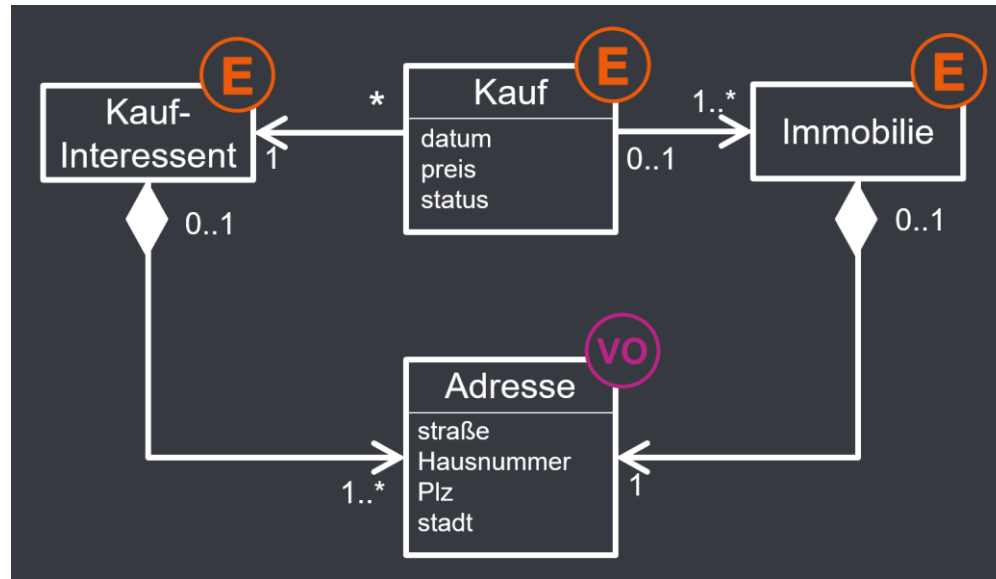 E
Kauf-
Interessent
1
0..1
*
E
Kauf
datum
preis
status
0..1
1..*
E
Immobilie
0..1
VO
Adresse
straße
Hausnummer
Plz
stadt
1..*
1